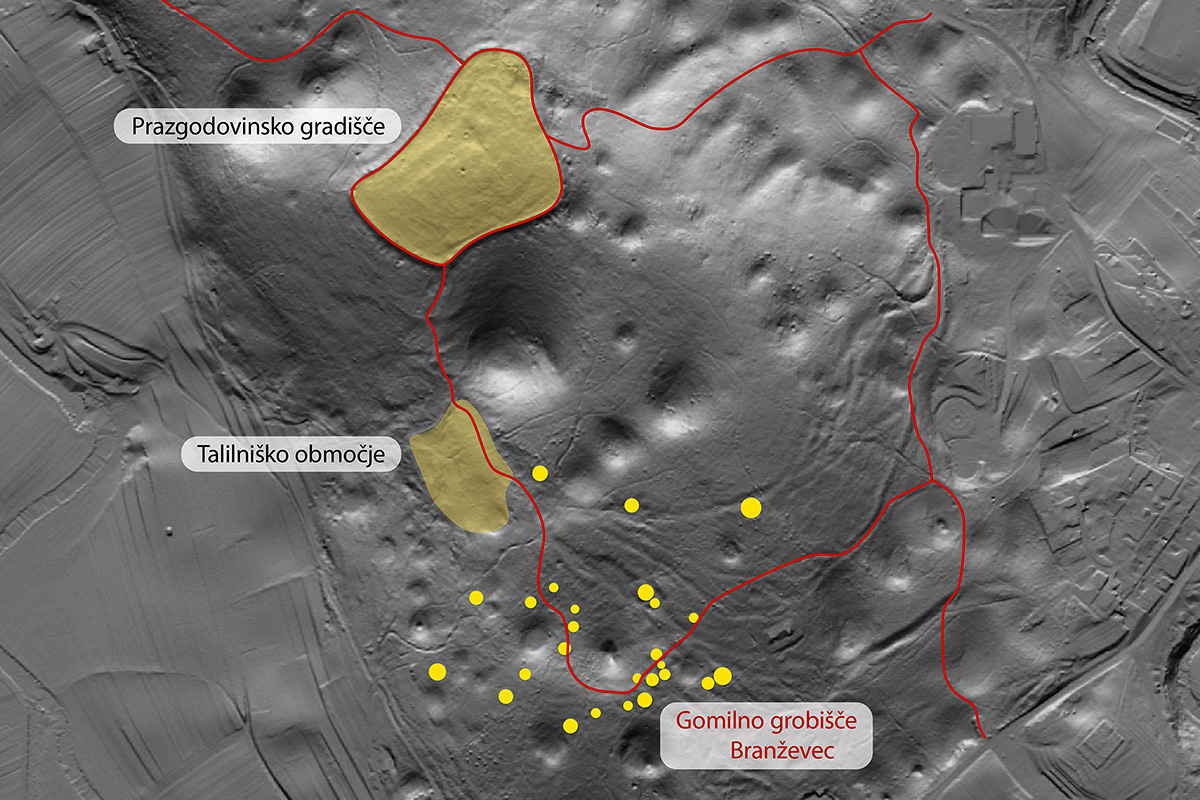 Prazgodovinsko gradišče
Talilniško območje
Gomilno grobišče
Branževec